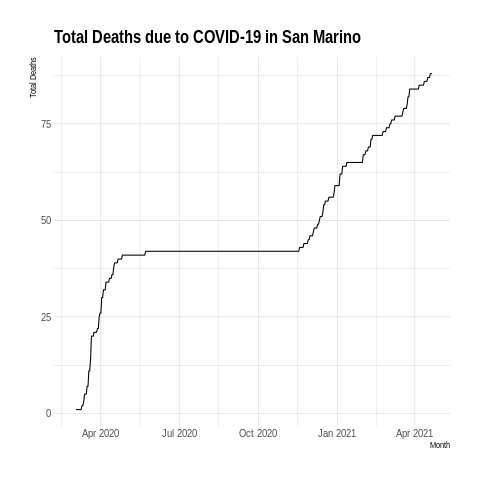 Total Deaths due to COVID-19 in San Marino
Total Deaths
75
50
25
0
Apr 2020 Jul 2020 Oct 2020 Jan 2021 Apr 2021
Month